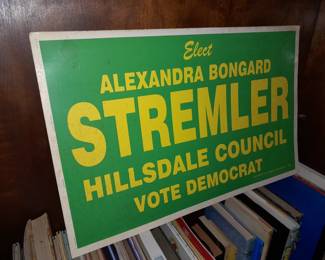 Elect
ALEXANDRA BONGARD
STREMLER
HILLSDALE COUNCIL
VOTE DEMOCRAT